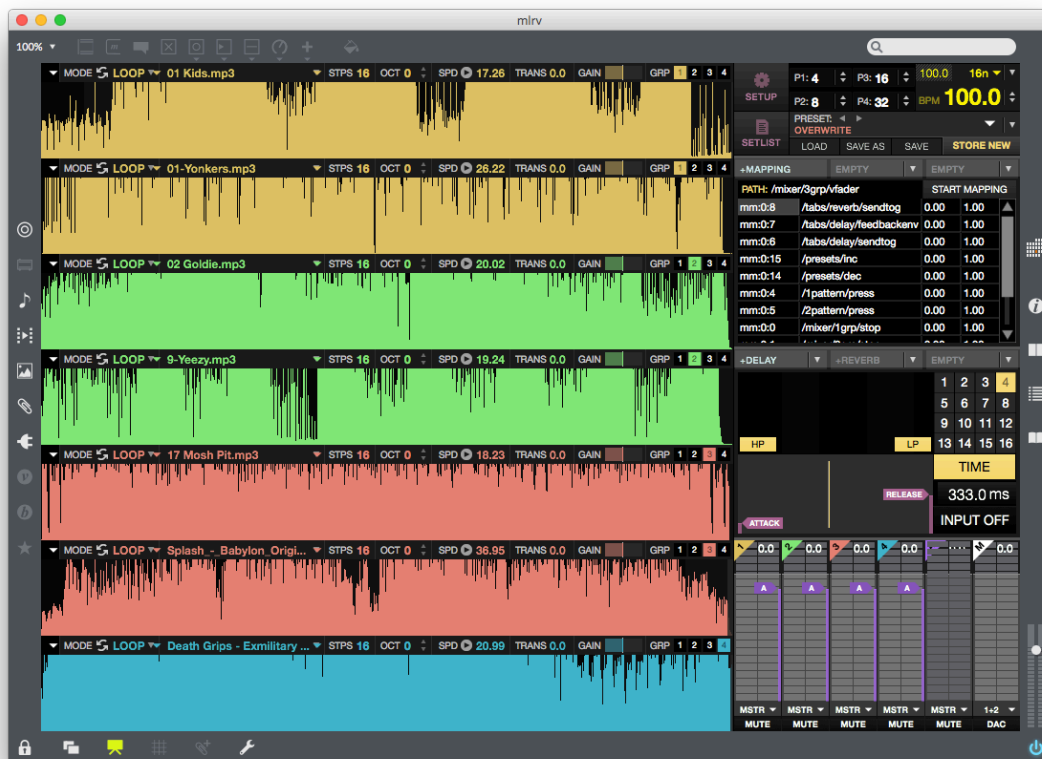 mlrv
100%
MODE LOOP 01 Kids.mp3 STPS 16 OCT 0 SPD 17.26 TRANS 0.0 GAIN GRP 1 2 3 4
MODE LOOP 01-Yonkers.mp3 STPS 16 OCT 0 SPD 26.22 TRANS 0.0 GAIN GRP 1 2 3 4
MODE LOOP 02 Goldie.mp3 STPS 16 OCT 0 SPD 20.02 TRANS 0.0 GAIN GRP 1 2 3 4
MODE LOOP 9-Yeezy.mp3 STPS 16 OCT 0 SPD 19.24 TRANS 0.0 GAIN GRP 1 2 3 4
MODE LOOP 17 Mosh Pit.mp3 STPS 16 OCT 0 SPD 18.23 TRANS 0.0 GAIN GRP 1 2 3 4
MODE LOOP Splash_-_Babylon_Origi... STPS 16 OCT 0 SPD 36.95 TRANS 0.0 GAIN GRP 1 2 3 4
MODE LOOP Death Grips - Exmilitary ... STPS 16 OCT 0 SPD 20.99 TRANS 0.0 GAIN GRP 1 2 3 4
SETUP
P1: 4 P3: 16 100.0 16n
P2: 8 P4: 32 BPM 100.0
SETLIST
PRESET:
OVERWRITE
LOAD SAVE AS SAVE STORE NEW
+MAPPING EMPTY EMPTY
PATH: /mixer/3grp/vfader START MAPPING
mm:0:8 /tabs/reverb/sendtog 0.00 1.00
mm:0:7 /tabs/delay/feedbackenv 0.00 1.00
mm:0:6 /tabs/delay/sendtog 0.00 1.00
mm:0:15 /presets/inc 0.00 1.00
mm:0:14 /presets/dec 0.00 1.00
mm:0:4 /1pattern/press 0.00 1.00
mm:0:5 /2pattern/press 0.00 1.00
mm:0:0 /mixer/1grp/stop 0.00 1.00
+DELAY +REVERB EMPTY
1 2 3 4
5 6 7 8
9 10 11 12
13 14 15 16
HP LP
TIME
RELEASE 333.0 ms
ATTACK INPUT OFF
1 0.0 2 0.0 3 0.0 4 0.0 M 0.0
A A A A
MSTR MSTR MSTR MSTR MSTR 1+2
MUTE MUTE MUTE MUTE MUTE DAC